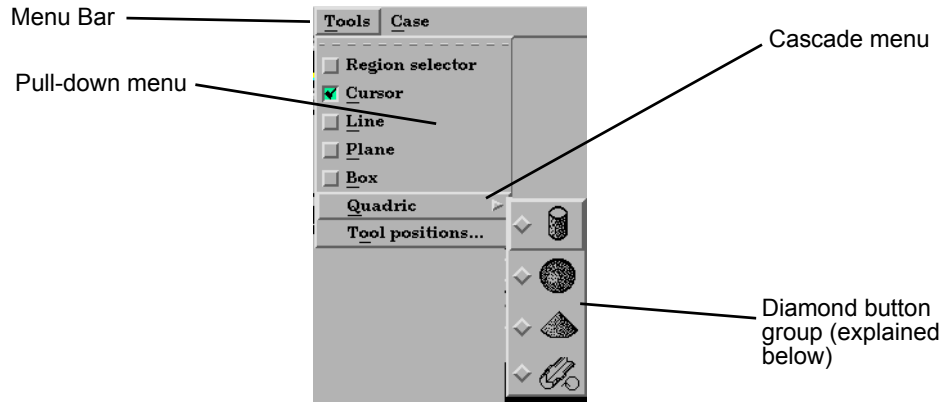 Menu Bar
Tools Case
Cascade menu
Region selector
Pull-down menu
Cursor
Line
Plane
Box
Quadric
Tool positions...
Diamond button
group (explained
below)